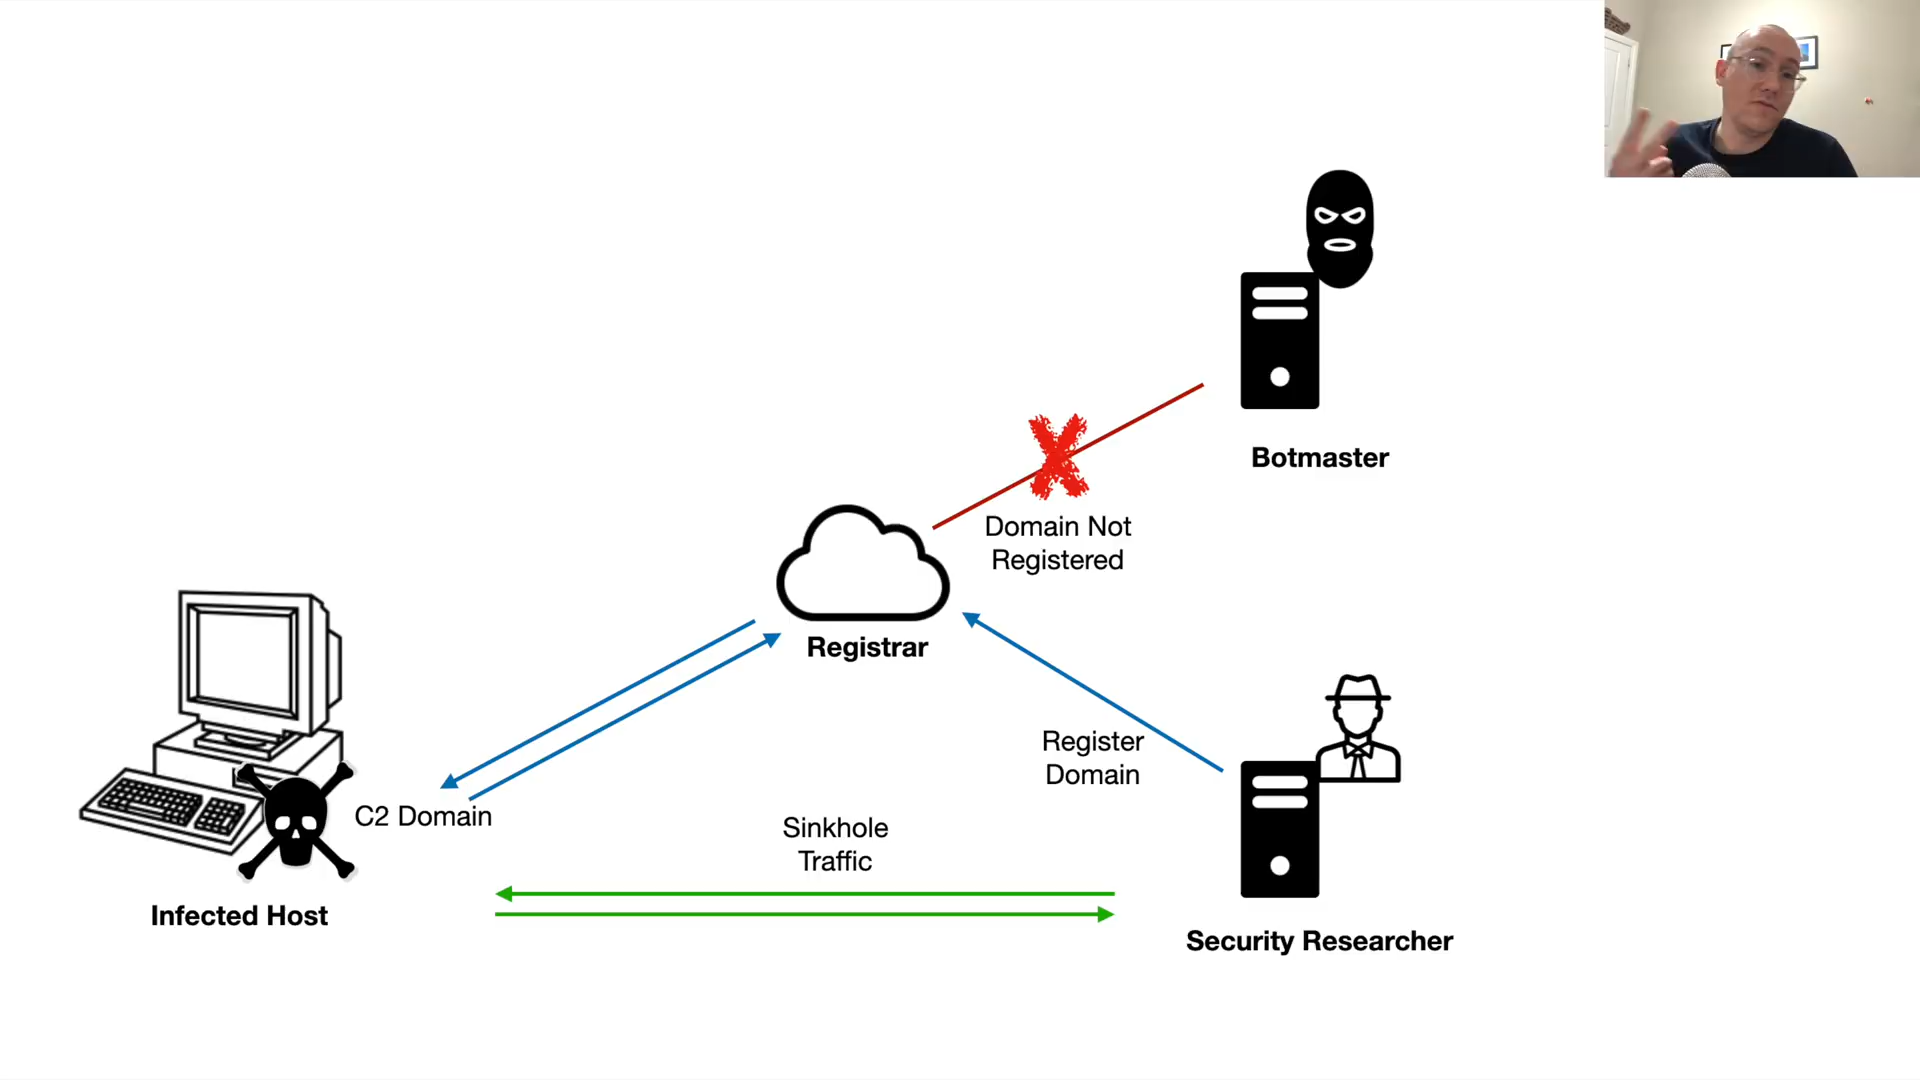 Botmaster
Domain Not
Registered
Registrar
Register
Domain
C2 Domain
Sinkhole
Traffic
Infected Host
Security Researcher